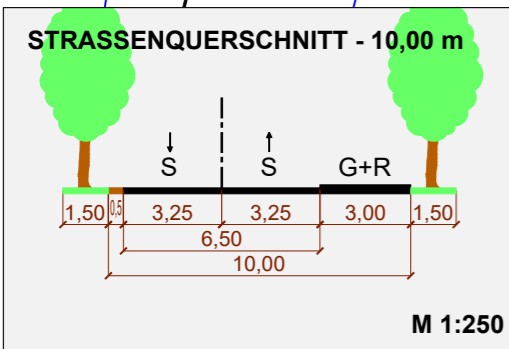 STRASSENQUERSCHNITT - 10,00 m
S S G+R
1,50 0,5 3,25 3,25 3,00 1,50
6,50
10,00
M 1:250